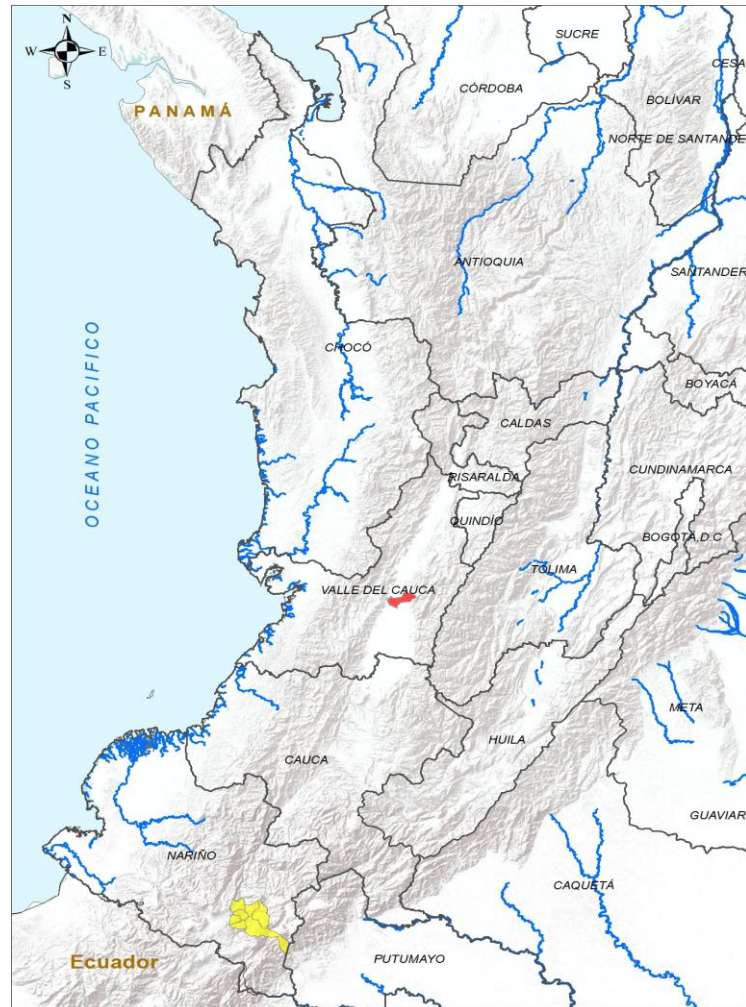 N
W E
S
SUCRE
CESA
CÓRDOBA
BOLÍVAR
PANAMÁ
NORTE DE SANTANDE
ANTIOQUIA
SANTANDER
OCEANO PACIFICO
CHOCÓ
BOYACÁ
CALDAS
CUNDINAMARCA
RISARALDA
QUINDÍO
BOGOTÁ, D.C
TOLIMA
VALLE DEL CAUCA
META
HUILA
CAUCA
GUAVIAR
NARIÑO
CAQUETÁ
Ecuador
PUTUMAYO